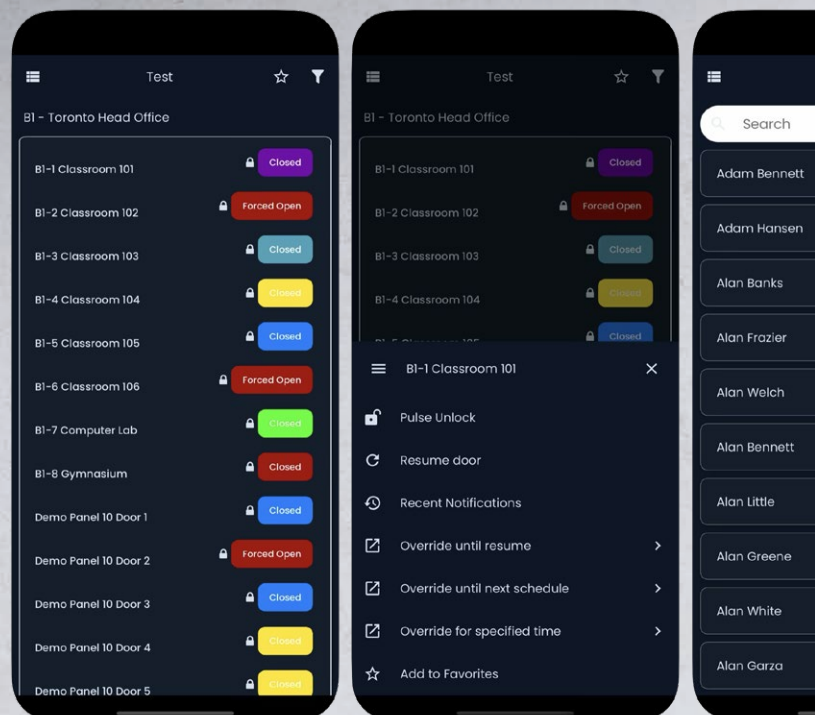 Test
B1 - Toronto Head Office
B1-1 Classroom 101 Closed
B1-2 Classroom 102 Forced Open
B1-3 Classroom 103 Closed
B1-4 Classroom 104 Closed
B1-5 Classroom 105 Closed
B1-6 Classroom 106 Forced Open
B1-7 Computer Lab Closed
B1-8 Gymnasium Closed
Demo Panel 10 Door 1 Closed
Demo Panel 10 Door 2 Forced Open
Demo Panel 10 Door 3 Closed
Demo Panel 10 Door 4 Closed
Demo Panel 10 Door 5 Closed
Test
B1 - Toronto Head Office
B1-1 Classroom 101 Closed
B1-2 Classroom 102 Forced Open
B1-3 Classroom 103 Closed
B1-4 Classroom 104 Closed
B1-5 Classroom 105 Closed
B1-1 Classroom 101
Pulse Unlock
Resume door
Recent Notifications
Override until resume
Override until next schedule
Override for specified time
Add to Favorites
Search
Adam Bennett
Adam Hansen
Alan Banks
Alan Frazier
Alan Welch
Alan Bennett
Alan Little
Alan Greene
Alan White
Alan Garza